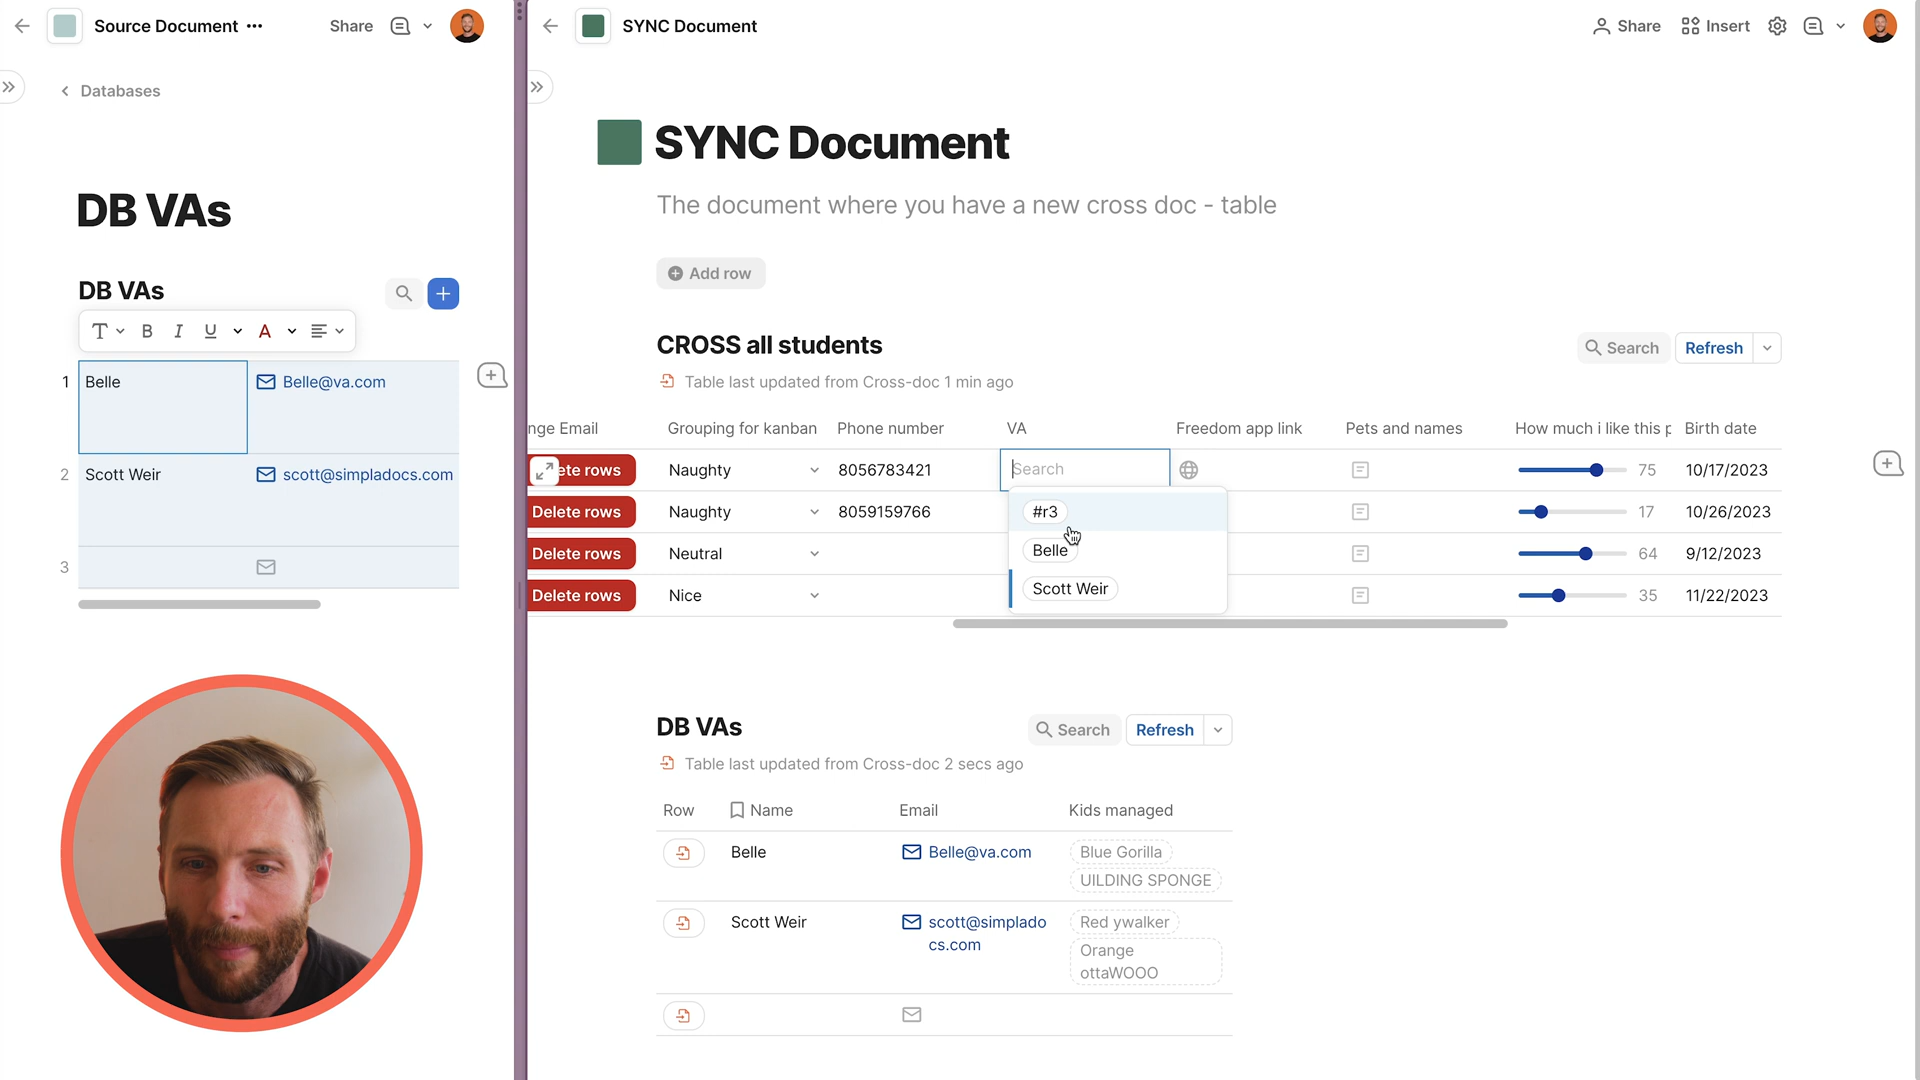 Source Document
Share
Databases
DB VAs
DB VAs
T B I U A
1 Belle Belle@va.com
2 Scott Weir scott@simpladocs.com
3
SYNC Document
Share
Insert
SYNC Document
The document where you have a new cross doc - table
Add row
CROSS all students
Search
Refresh
Table last updated from Cross-doc 1 min ago
nge Email Grouping for kanban Phone number VA Freedom app link Pets and names How much i like this p Birth date
ete rows Naughty 8056783421 Search 75 10/17/2023
Delete rows Naughty 8059159766 #r3 17 10/26/2023
Delete rows Neutral Belle 64 9/12/2023
Delete rows Nice Scott Weir 35 11/22/2023
DB VAs
Search
Refresh
Table last updated from Cross-doc 2 secs ago
Row Name Email Kids managed
Belle Belle@va.com Blue Gorilla
UILDING SPONGE
Scott Weir scott@simplado Red ywalker
cs.com Orange
ottaWOOO